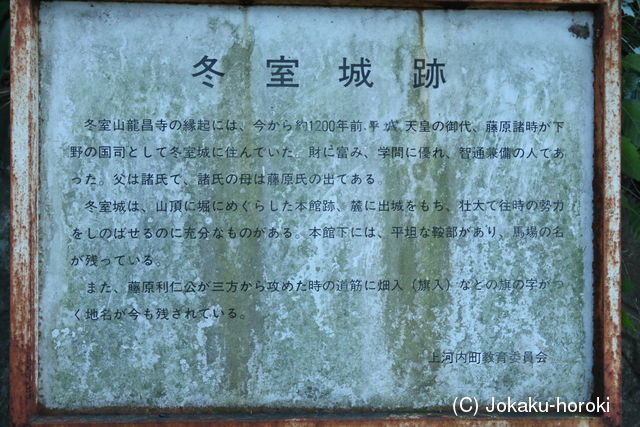 冬室城跡
冬室山龍昌寺の縁起には、今から約1200年前、平城天皇の御代、藤原諸時が下
野の国司として冬室城に住んていた。財に富み、学問に優れ、智通兼備の人てあ
った。父は諸氏て、諸氏の母は藤原氏の出てある。
冬室城は、山頂に堀にめぐらした本館跡、麓に出城をもち、壮大て往時の勢力
をしのばせるのに充分なものがある。本館下には、平坦な鞍部があり、馬場の名
が残っている。
また、藤原利仁公が三方から攻めた時の道筋に畑入（旗入）などの旗の字がつ
く地名が今も残されている。
上河内町教育委員会
(C) Jokaku-horoki